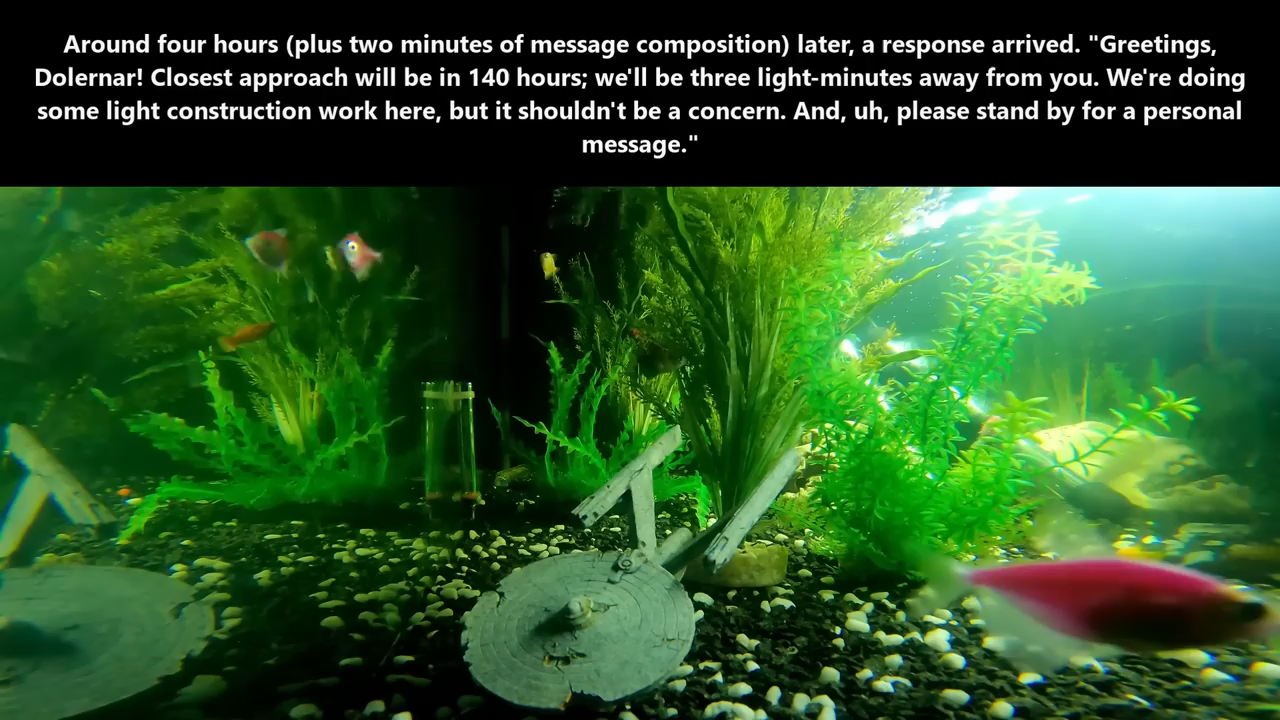 Around four hours (plus two minutes of message composition) later, a response arrived. "Greetings,
Dolernar! Closest approach will be in 140 hours; we'll be three light-minutes away from you. We're doing
some light construction work here, but it shouldn't be a concern. And, uh, please stand by for a personal
message."